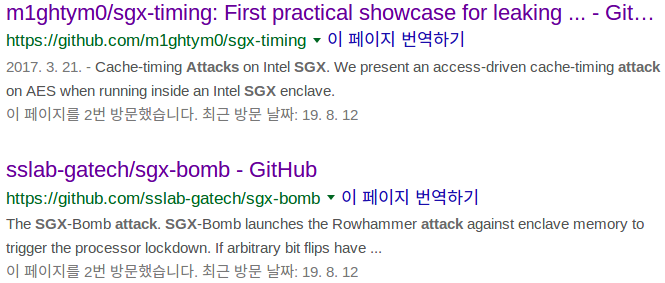 m1ghtym0/sgx-timing: First practical showcase for leaking ... - Git…
https://github.com/m1ghtym0/sgx-timing ▾ 이 페이지 번역하기
2017. 3. 21. - Cache-timing Attacks on Intel SGX. We present an access-driven cache-timing attack
on AES when running inside an Intel SGX enclave.
이 페이지를 2번 방문했습니다. 최근 방문 날짜: 19. 8. 12
sslab-gatech/sgx-bomb - GitHub
https://github.com/sslab-gatech/sgx-bomb ▾ 이 페이지 번역하기
The SGX-Bomb attack. SGX-Bomb launches the Rowhammer attack against enclave memory to
trigger the processor lockdown. If arbitrary bit flips have ...
이 페이지를 2번 방문했습니다. 최근 방문 날짜: 19. 8. 12